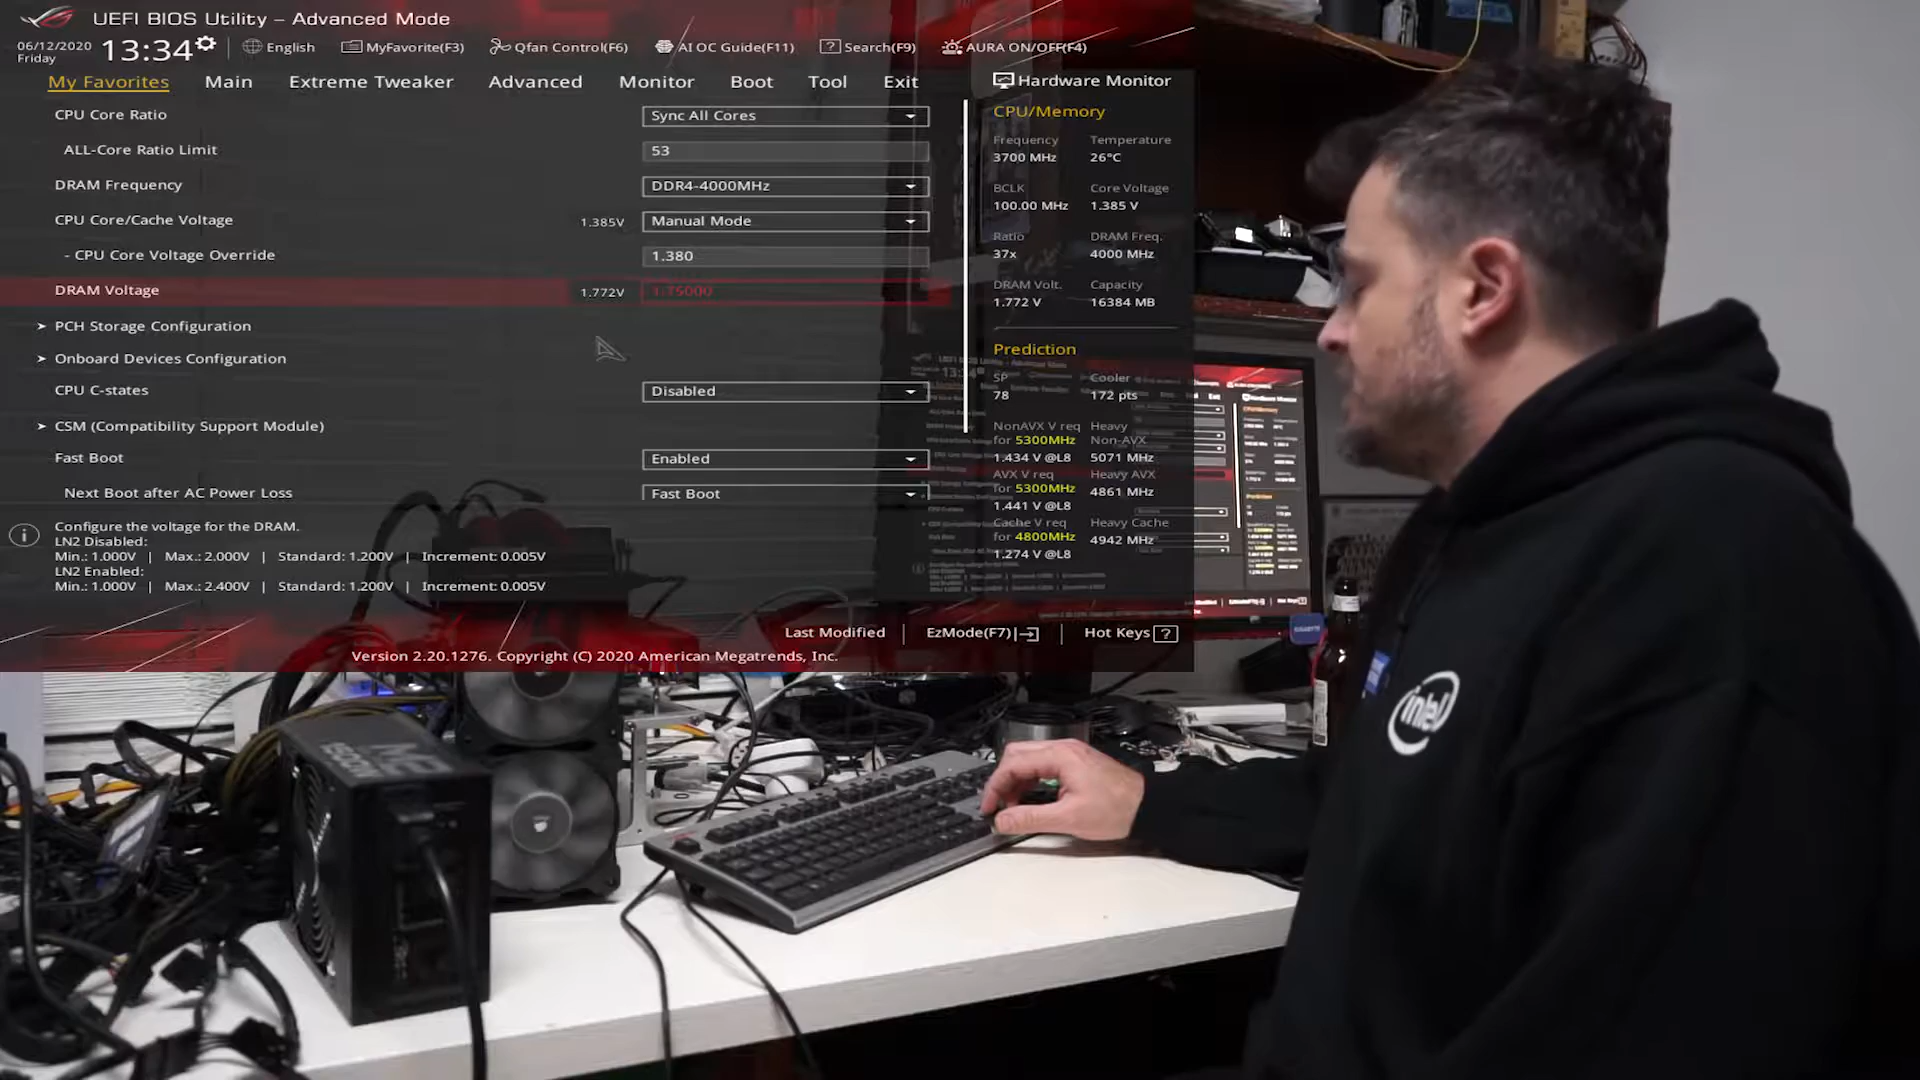 UEFI BIOS Utility – Advanced Mode
06/12/2020
Friday
13:34
English
MyFavorite(F3)
Qfan Control(F6)
AI OC Guide(F11)
Search(F9)
AURA ON/OFF(F4)
My Favorites
Main
Extreme Tweaker
Advanced
Monitor
Boot
Tool
Exit
Hardware Monitor
CPU Core Ratio
Sync All Cores
ALL-Core Ratio Limit
53
DRAM Frequency
DDR4-4000MHz
CPU Core/Cache Voltage
1.385V
Manual Mode
- CPU Core Voltage Override
1.380
DRAM Voltage
1.772V
1.75000
PCH Storage Configuration
Onboard Devices Configuration
CPU C-states
Disabled
CSM (Compatibility Support Module)
Fast Boot
Enabled
Next Boot after AC Power Loss
Fast Boot
CPU/Memory
Frequency
Temperature
3700 MHz
26°C
BCLK
Core Voltage
100.00 MHz
1.385 V
Ratio
DRAM Freq.
37x
4000 MHz
DRAM Volt.
Capacity
1.772 V
16384 MB
Prediction
SP
Cooler
78
172 pts
NonAVX V req
Heavy
for 5300MHz
Non-AVX
1.434 V @L8
5071 MHz
AVX V req
Heavy AVX
for 5300MHz
4861 MHz
1.441 V @L8
Cache V req
Heavy Cache
for 4800MHz
4942 MHz
1.274 V @L8
Configure the voltage for the DRAM.
LN2 Disabled:
Min.: 1.000V | Max.: 2.000V | Standard: 1.200V | Increment: 0.005V
LN2 Enabled:
Min.: 1.000V | Max.: 2.400V | Standard: 1.200V | Increment: 0.005V
Last Modified
EzMode(F7)
Hot Keys
Version 2.20.1276. Copyright (C) 2020 American Megatrends, Inc.
intel